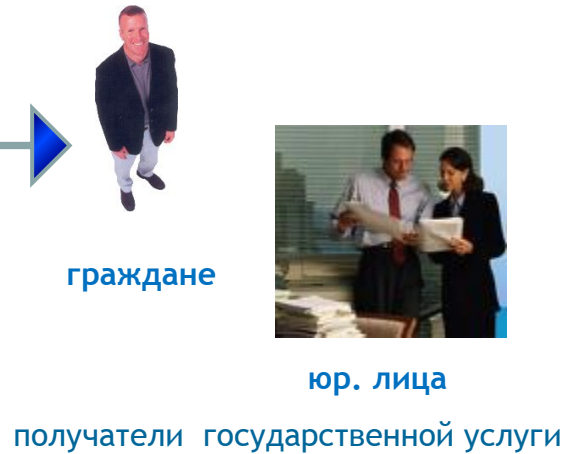 граждане
юр. лица
получатели государственной услуги